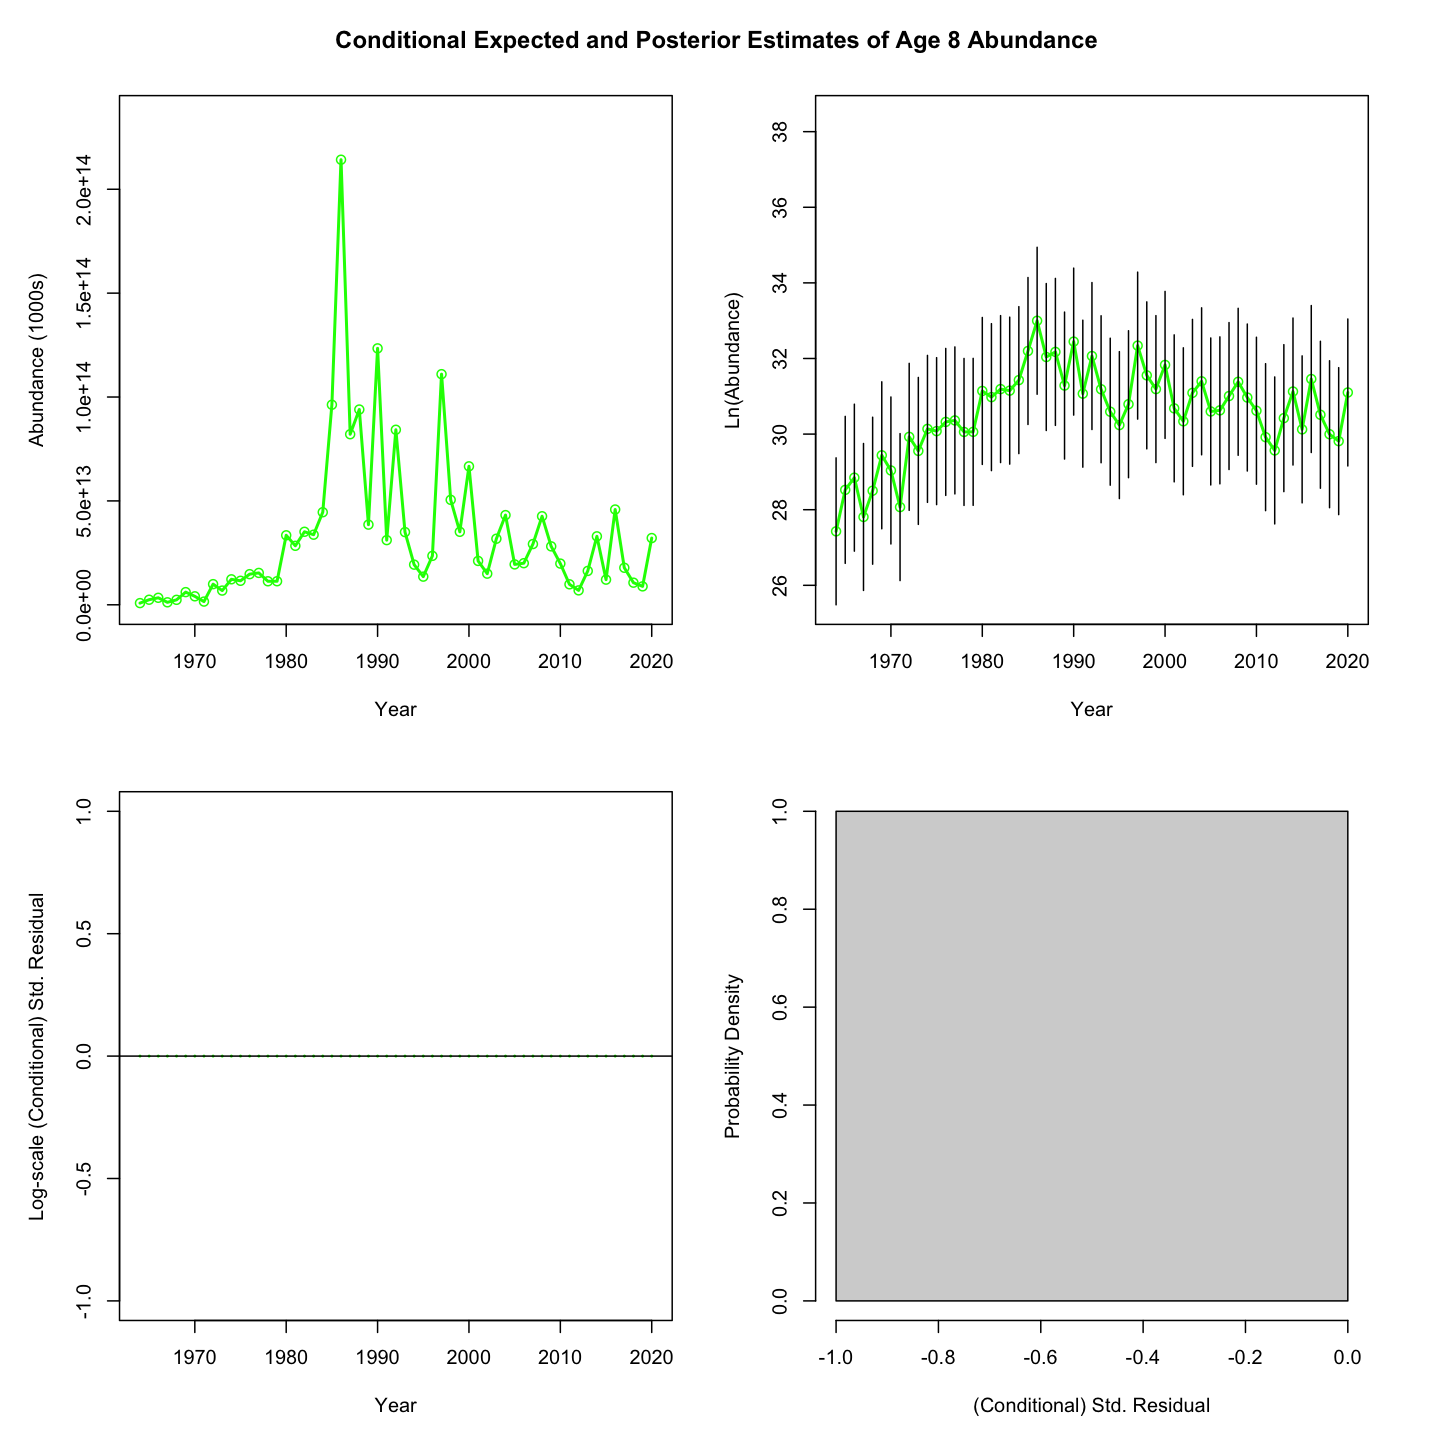 Conditional Expected and Posterior Estimates of Age 8 Abundance
Abundance (1000s)
2.0e+14
1.5e+14
1.0e+14
5.0e+13
0.0e+00
1970 1980 1990 2000 2010 2020
Year
Ln(Abundance)
38
36
34
32
30
28
26
1970 1980 1990 2000 2010 2020
Year
Log-scale (Conditional) Std. Residual
1.0
0.5
0.0
-0.5
-1.0
1970 1980 1990 2000 2010 2020
Year
Probability Density
1.0
0.8
0.6
0.4
0.2
0.0
-1.0 -0.8 -0.6 -0.4 -0.2 0.0
(Conditional) Std. Residual